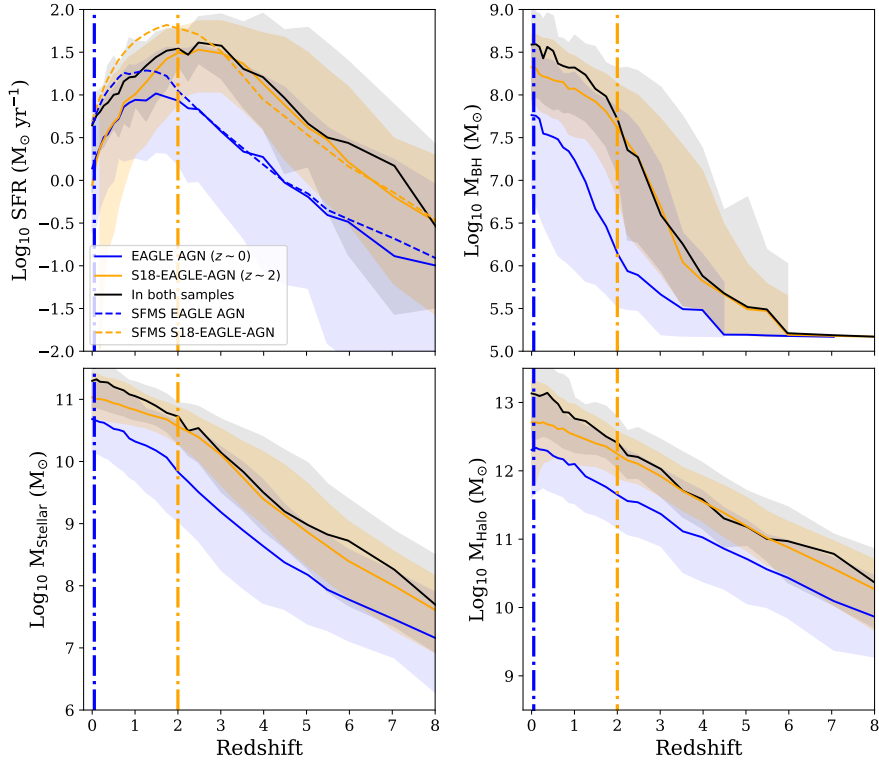 Log₁₀ SFR (M⊙ yr⁻¹)
2.0
1.5
1.0
0.5
0.0
−0.5
−1.0
−1.5
−2.0
EAGLE AGN (z ~ 0)
S18-EAGLE-AGN (z ~ 2)
In both samples
SFMS EAGLE AGN
SFMS S18-EAGLE-AGN
Log₁₀ M_BH (M⊙)
9.0
8.5
8.0
7.5
7.0
6.5
6.0
5.5
5.0
Log₁₀ M_Stellar (M⊙)
11
10
9
8
7
6
0 1 2 3 4 5 6 7 8
Redshift
Log₁₀ M_Halo (M⊙)
13
12
11
10
9
0 1 2 3 4 5 6 7 8
Redshift